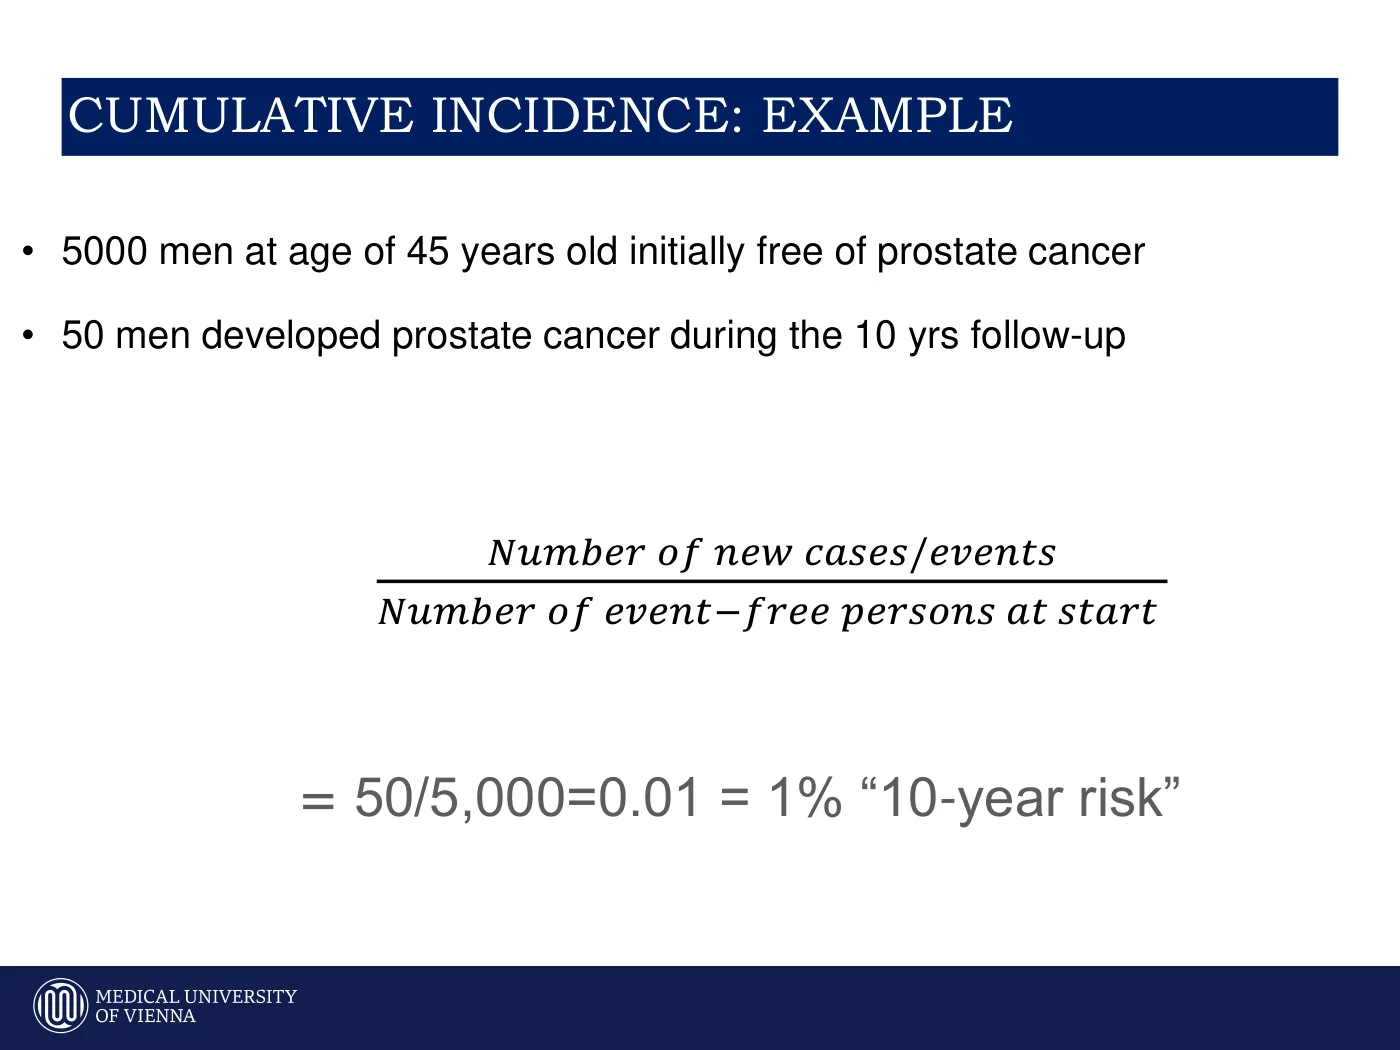 CUMULATIVE INCIDENCE: EXAMPLE
• 5000 men at age of 45 years old initially free of prostate cancer
• 50 men developed prostate cancer during the 10 yrs follow-up
Number of new cases/events
Number of event−free persons at start
= 50/5,000=0.01 = 1% “10-year risk”
MEDICAL UNIVERSITY
OF VIENNA